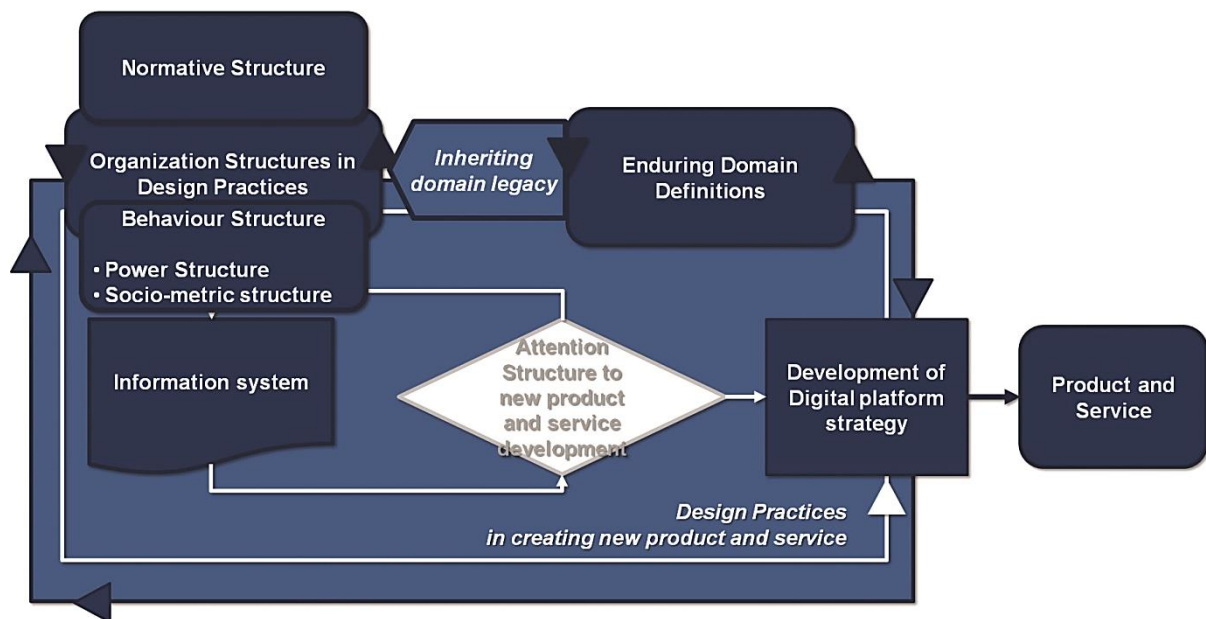 Normative Structure
Organization Structures in
Design Practices
Inheriting
domain legacy
Enduring Domain
Definitions
Behaviour Structure
• Power Structure
• Socio-metric structure
Information system
Attention
Structure to
new product
and service
development
Development of
Digital platform
strategy
Product and
Service
Design Practices
in creating new product and service